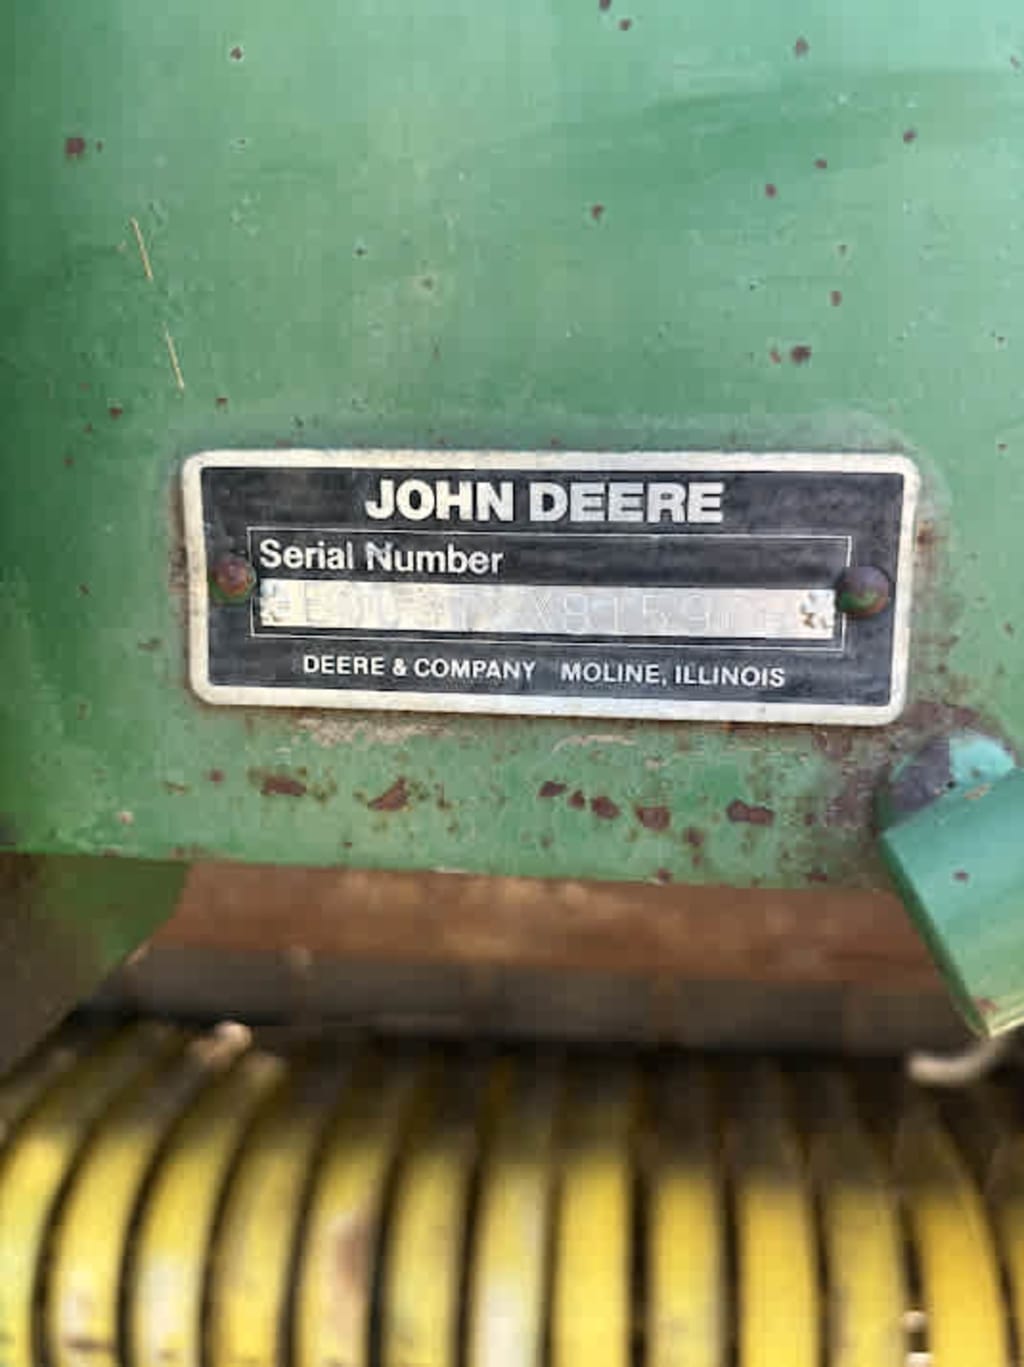 JOHN DEERE
Serial Number
DEERE & COMPANY MOLINE, ILLINOIS